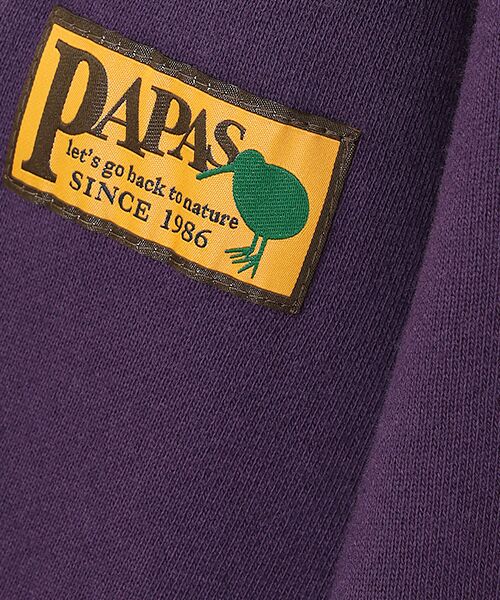 PAPAS
let's go back to nature
SINCE 1986